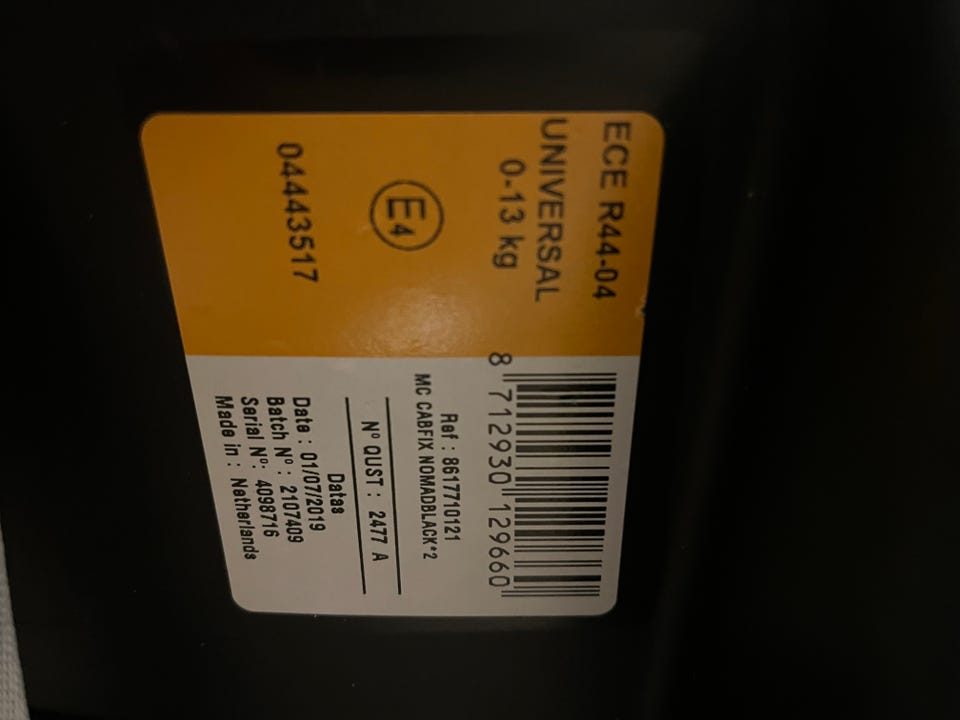 ECE R44-04
UNIVERSAL
0-13 kg
E4
04443517
8 712930 129660
Ref : 8617710121
MC CABFIX NOMADBLACK*2
N° QUST : 2477 A
Datas
Date : 01/07/2019
Batch N° : 2107409
Serial N° : 4098716
Made in : Netherlands